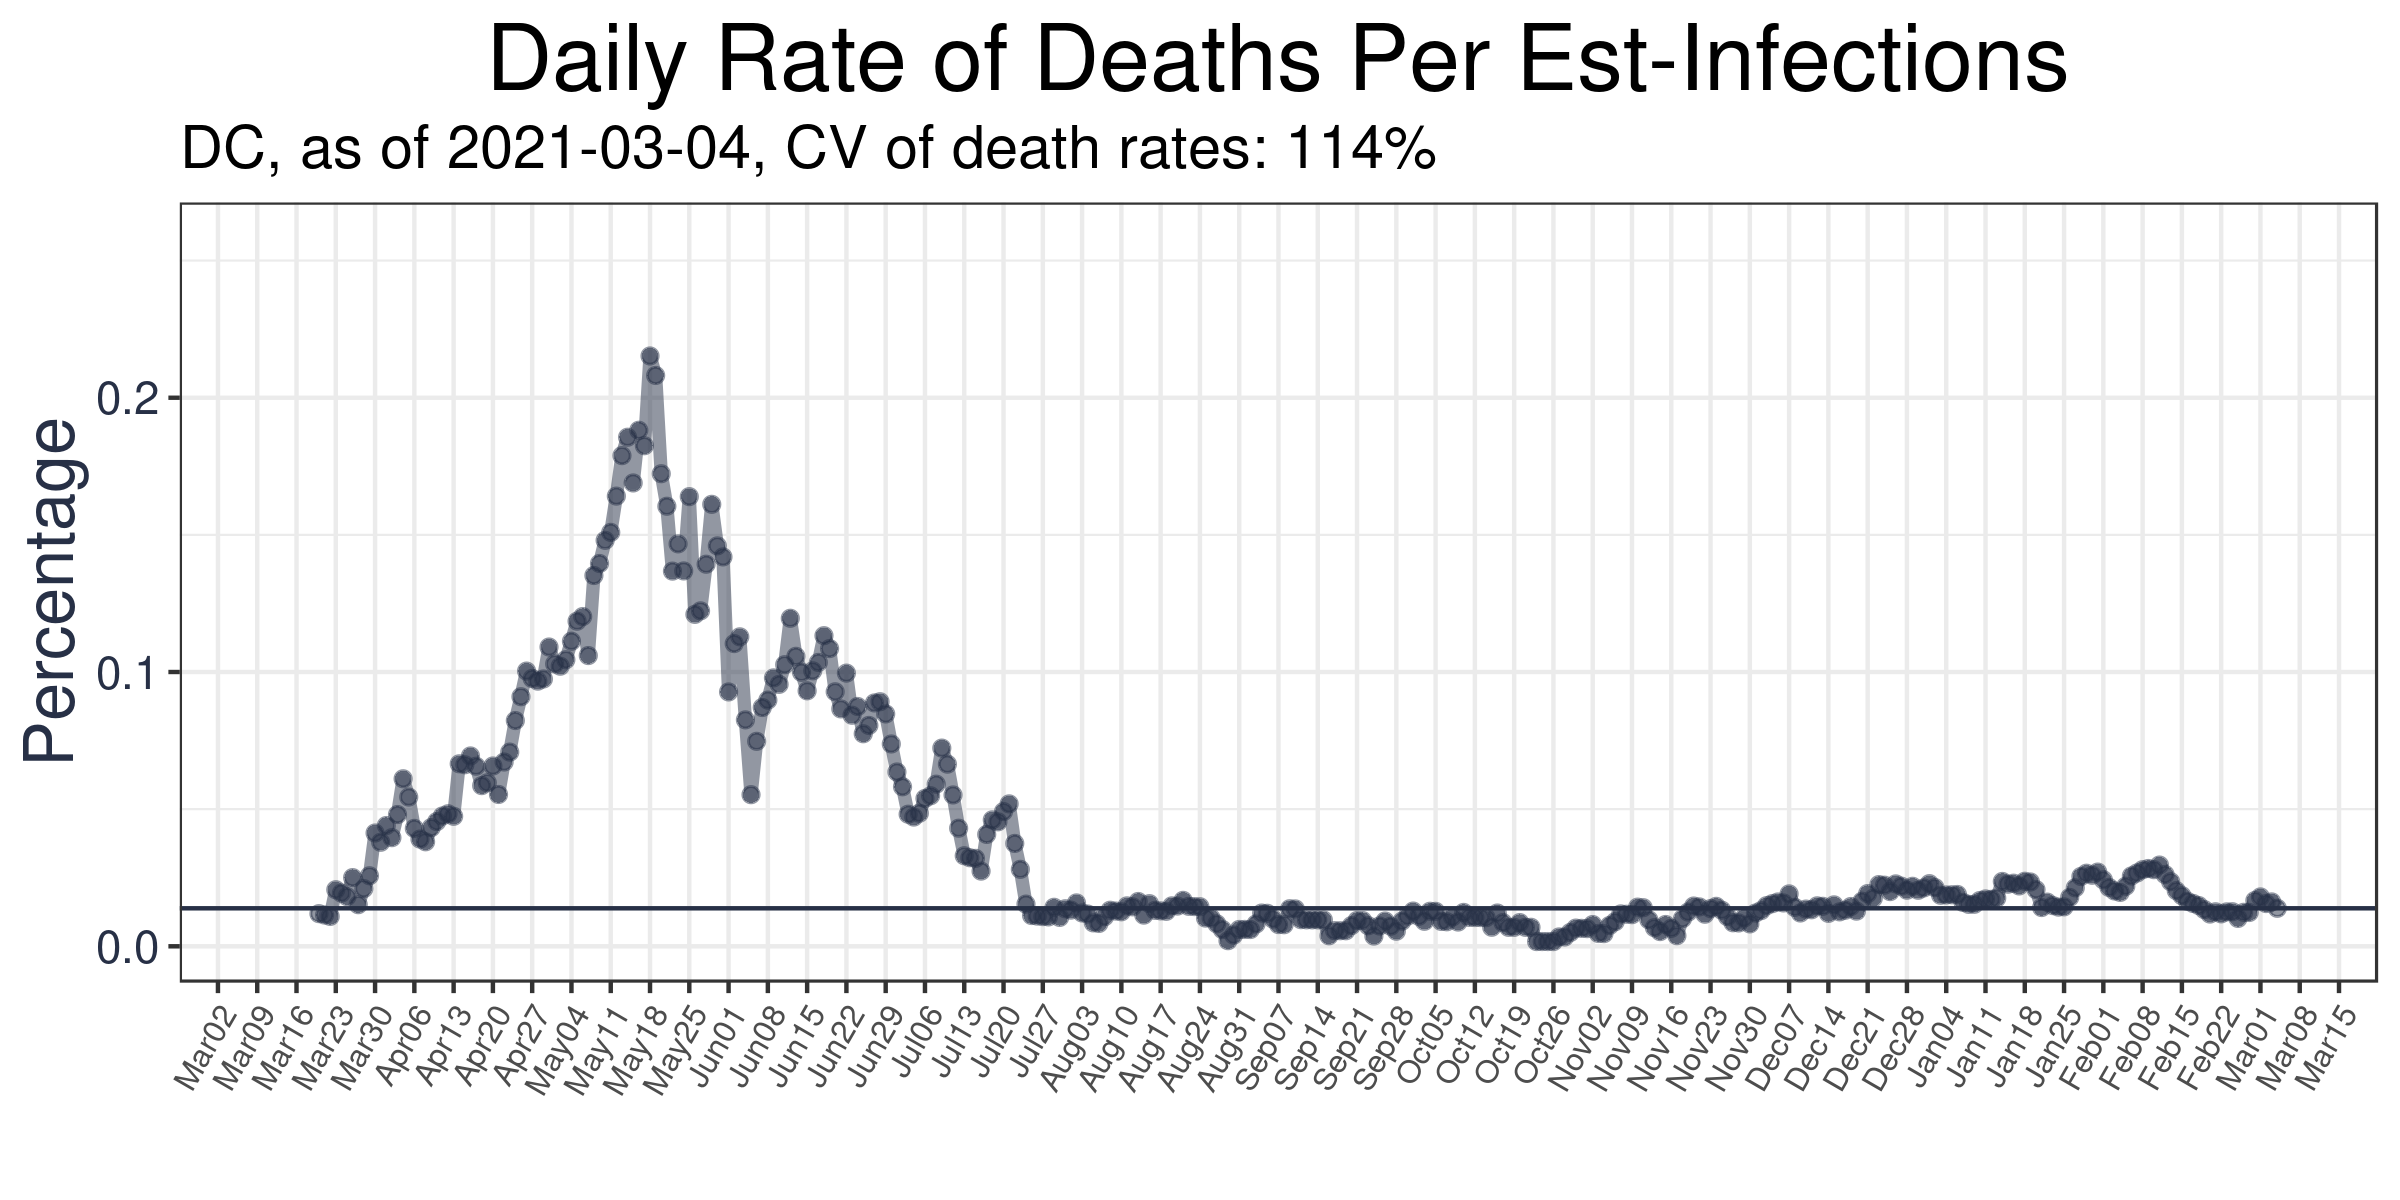 Daily Rate of Deaths Per Est-Infections
DC, as of 2021-03-04, CV of death rates: 114%
Percentage
0.2
0.1
0.0
Mar02
Mar09
Mar16
Mar23
Mar30
Apr06
Apr13
Apr20
Apr27
May04
May11
May18
May25
Jun01
Jun08
Jun15
Jun22
Jun29
Jul06
Jul13
Jul20
Jul27
Aug03
Aug10
Aug17
Aug24
Aug31
Sep07
Sep14
Sep21
Sep28
Oct05
Oct12
Oct19
Oct26
Nov02
Nov09
Nov16
Nov23
Nov30
Dec07
Dec14
Dec21
Dec28
Jan04
Jan11
Jan18
Jan25
Feb01
Feb08
Feb15
Feb22
Mar01
Mar08
Mar15